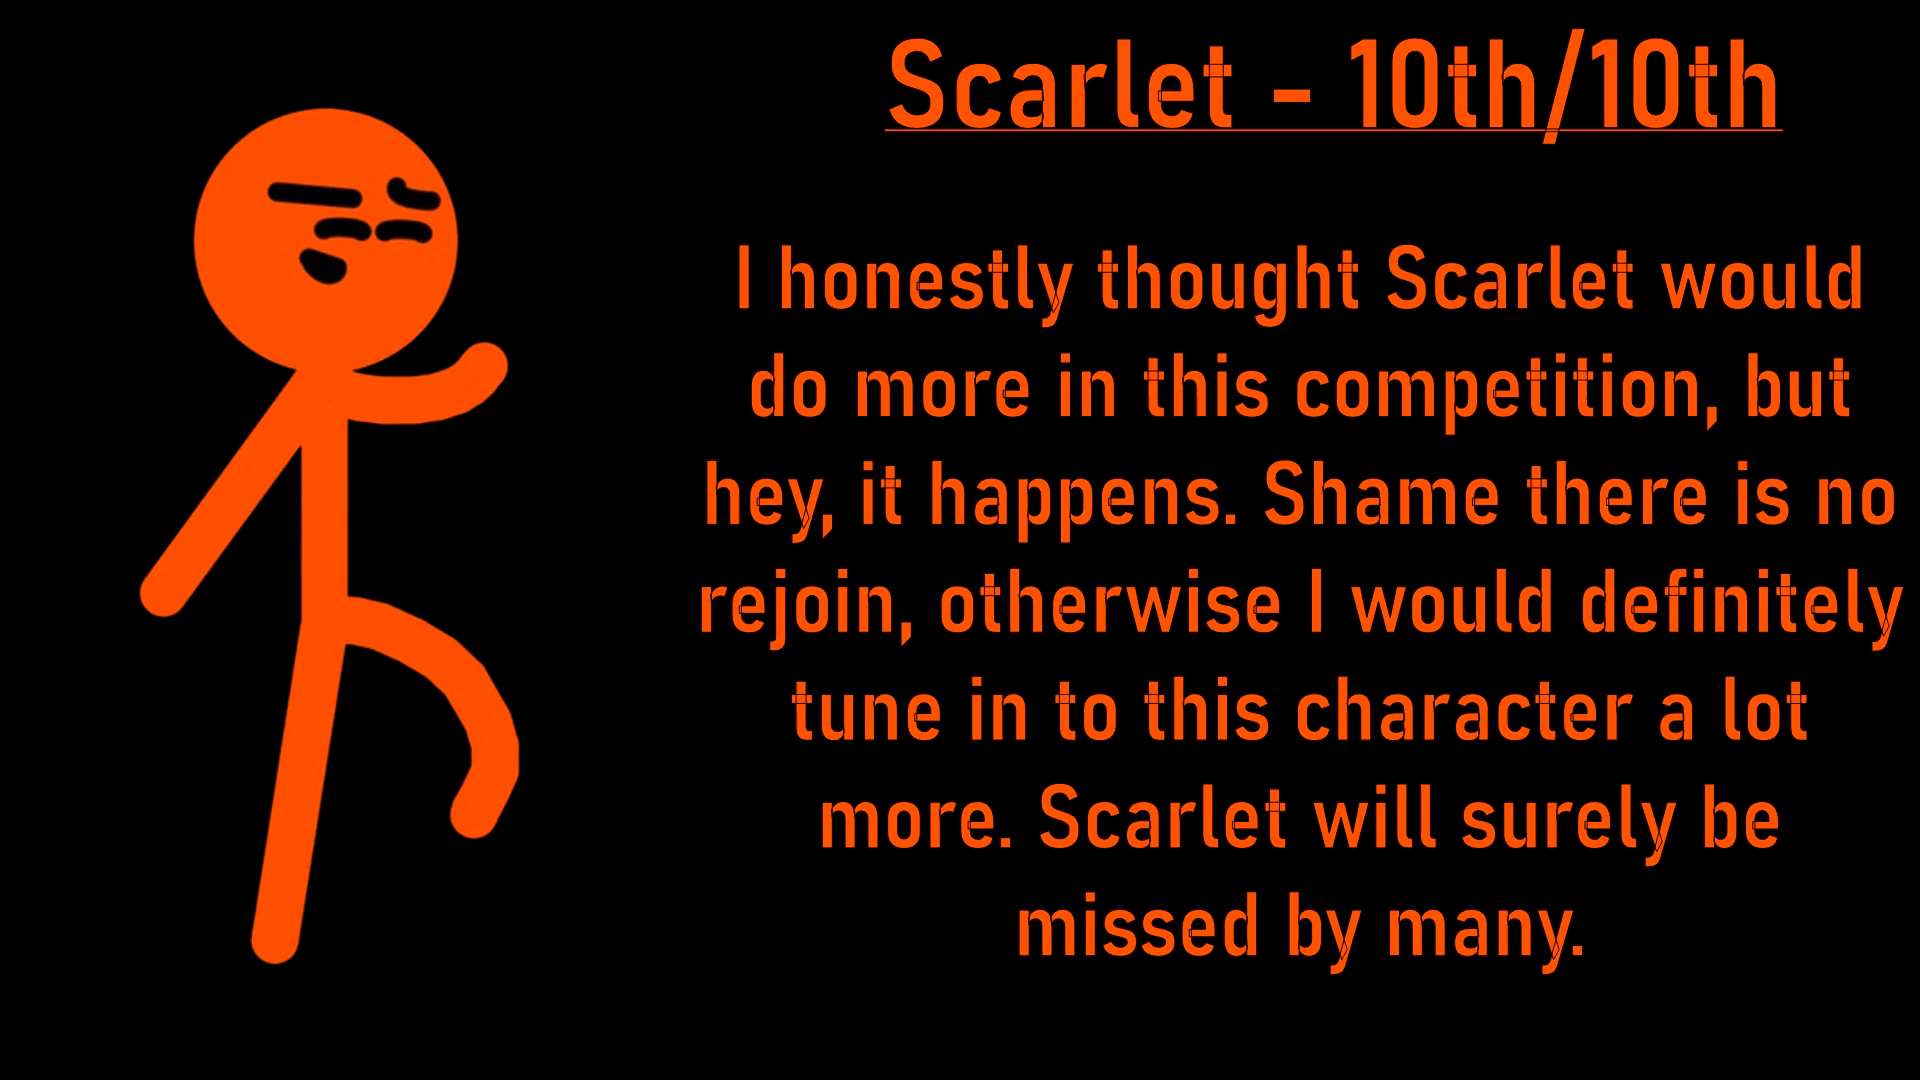 Scarlet - 10th/10th
I honestly thought Scarlet would
do more in this competition, but
hey, it happens. Shame there is no
rejoin, otherwise I would definitely
tune in to this character a lot
more. Scarlet will surely be
missed by many.